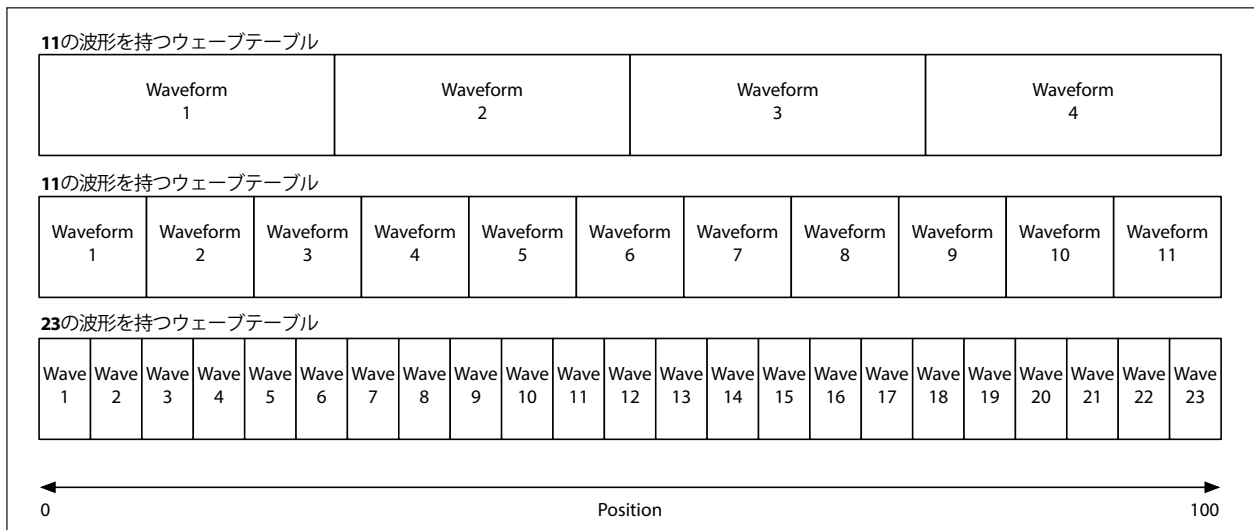 11の波形を持つウェーブテーブル
Waveform 1 Waveform 2 Waveform 3 Waveform 4
11の波形を持つウェーブテーブル
Waveform 1 Waveform 2 Waveform 3 Waveform 4 Waveform 5 Waveform 6 Waveform 7 Waveform 8 Waveform 9 Waveform 10 Waveform 11
23の波形を持つウェーブテーブル
Wave 1 Wave 2 Wave 3 Wave 4 Wave 5 Wave 6 Wave 7 Wave 8 Wave 9 Wave 10 Wave 11 Wave 12 Wave 13 Wave 14 Wave 15 Wave 16 Wave 17 Wave 18 Wave 19 Wave 20 Wave 21 Wave 22 Wave 23
0 Position 100